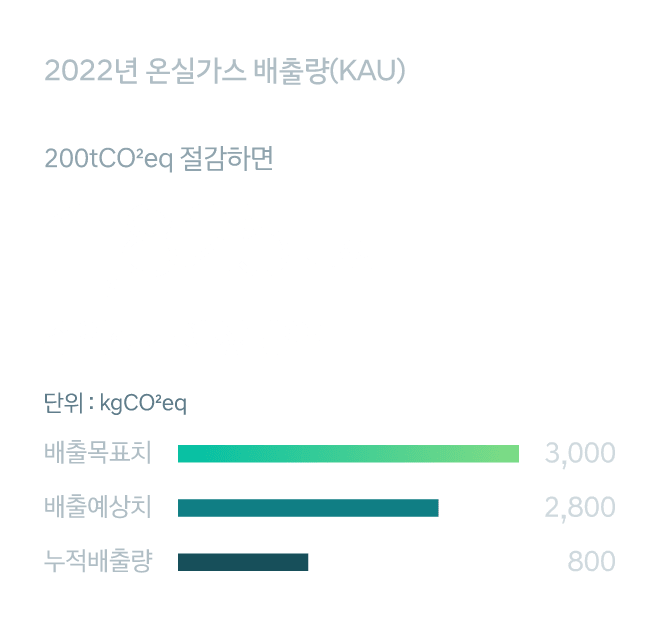 2022년 온실가스 배출량(KAU)
200tCO²eq 절감하면
단위 : kgCO²eq
배출목표치 3,000
배출예상치 2,800
누적배출량 800